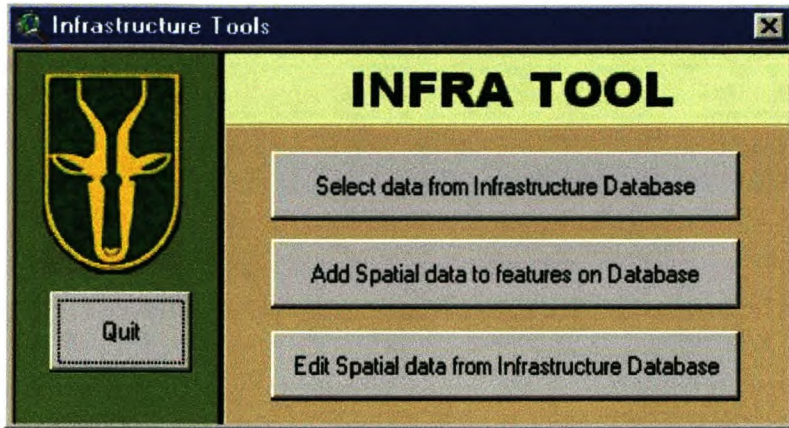 Infrastructure Tools
INFRA TOOL
Select data from Infrastructure Database
Add Spatial data to features on Database
Quit
Edit Spatial data from Infrastructure Database